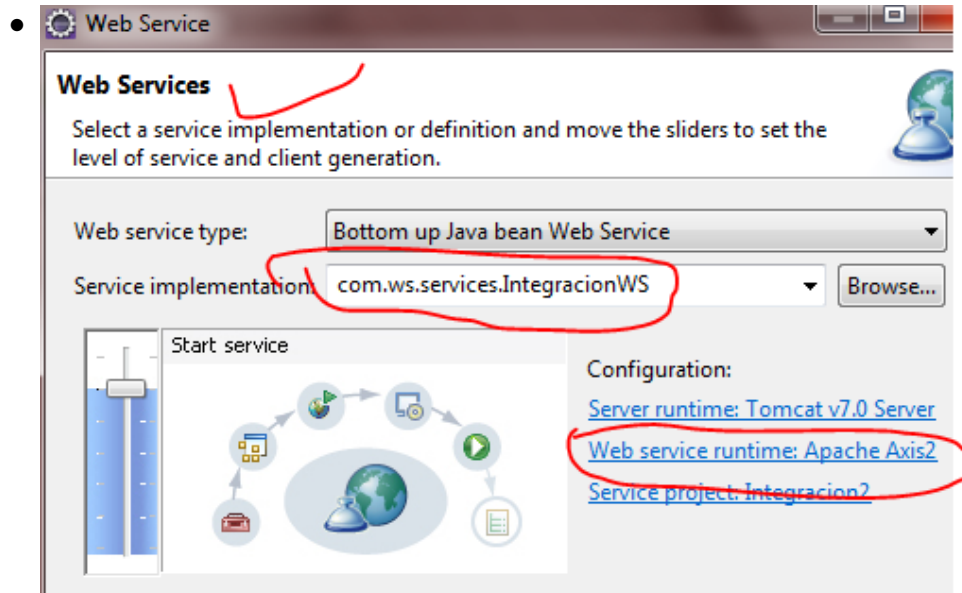 Web Service
Web Services
Select a service implementation or definition and move the sliders to set the
level of service and client generation.
Web service type: Bottom up Java bean Web Service
Service implementation: com.ws.services.IntegracionWS Browse...
Start service
Configuration:
Server runtime: Tomcat v7.0 Server
Web service runtime: Apache Axis2
Service project: Integracion2